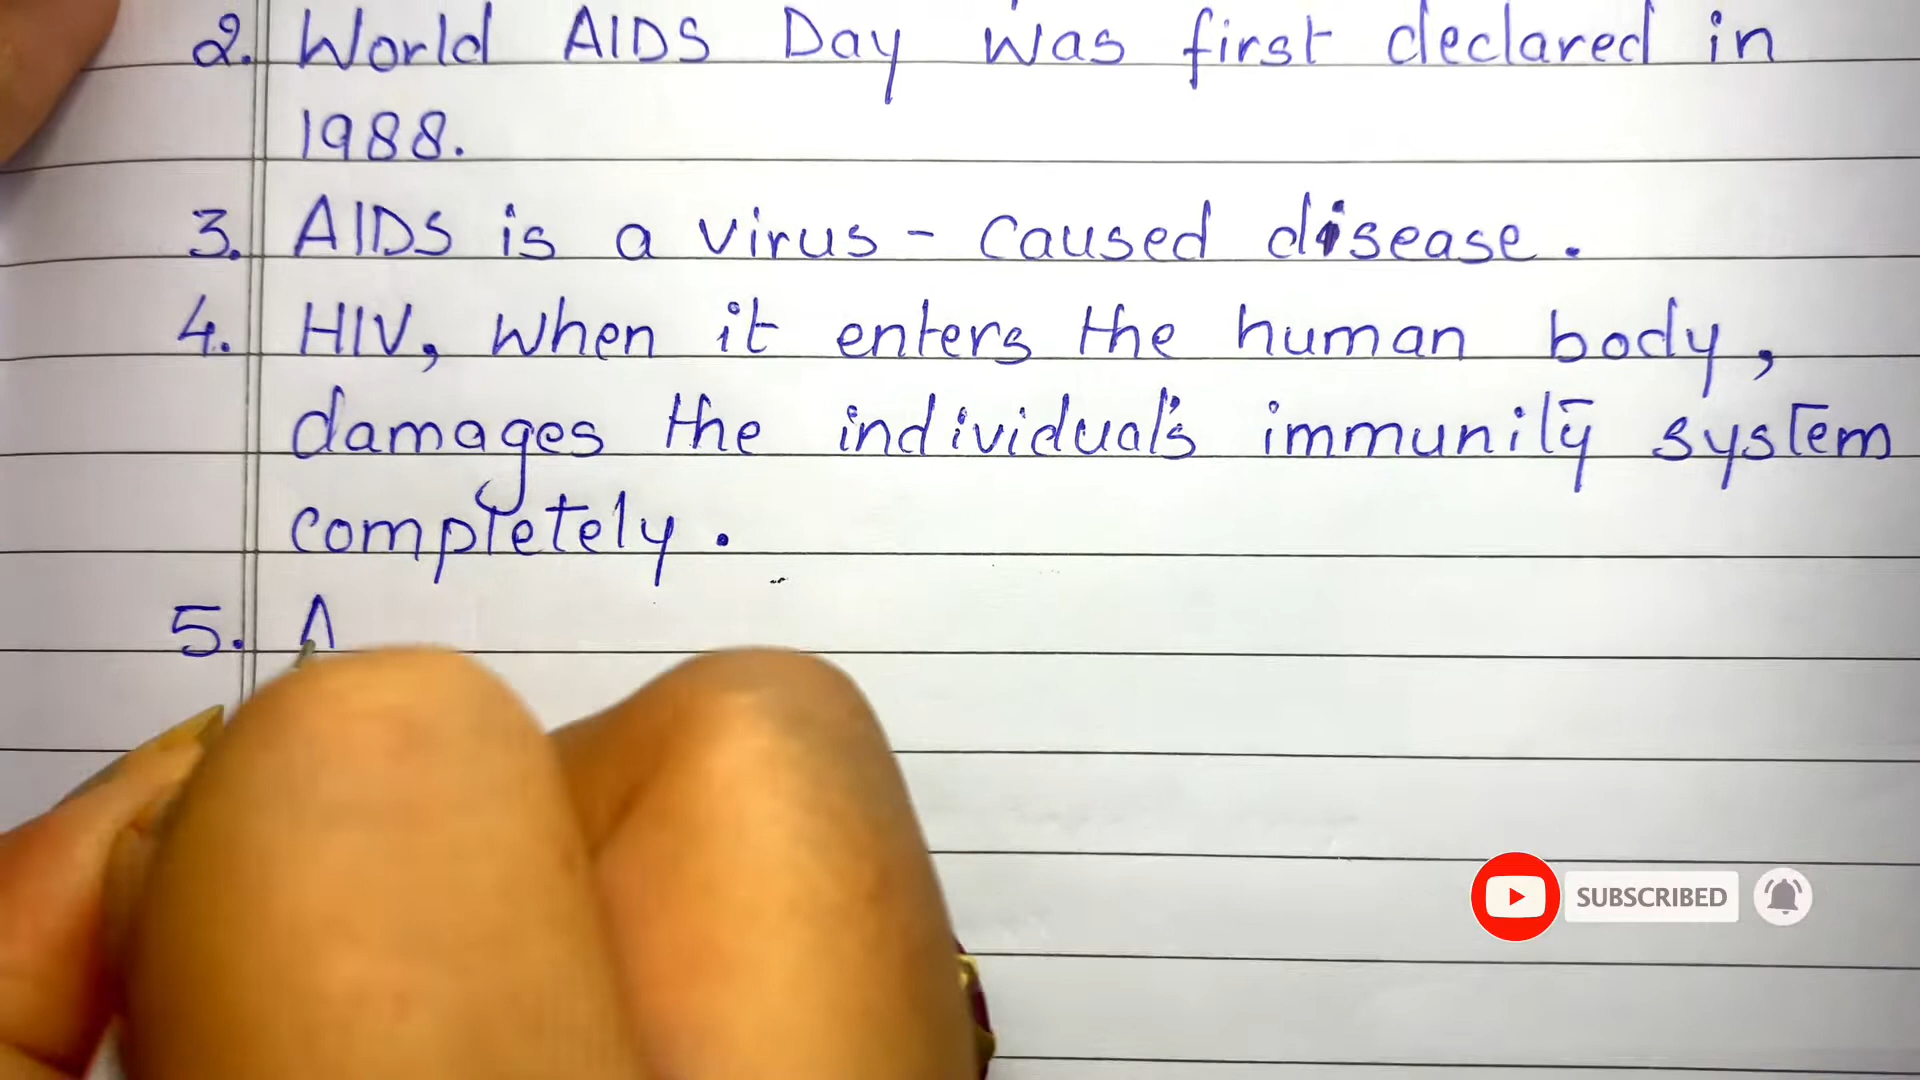 2. World AIDS Day was first declared in
1988.
3. AIDS is a virus - caused disease.
4. HIV, when it enters the human body,
damages the individual's immunity system
completely.
5. A
SUBSCRIBED